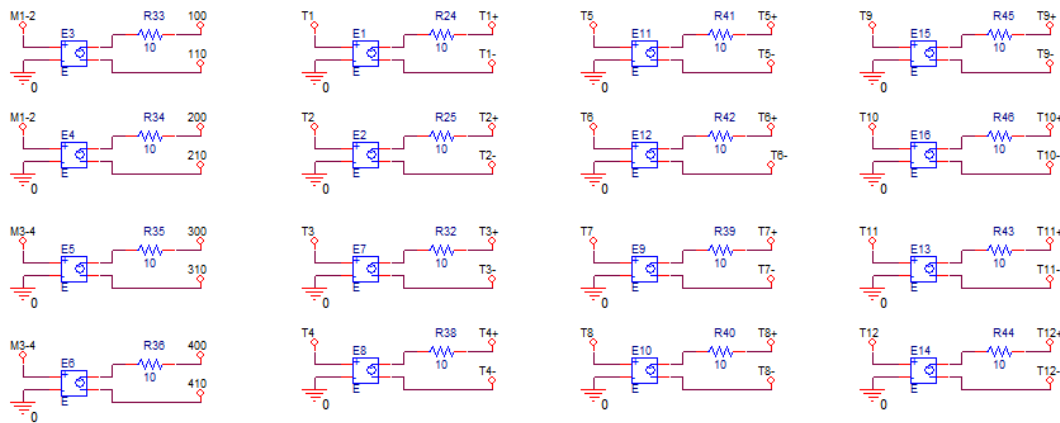 M1-2 R33 100 T1 R24 T1+ T5 R41 T5+ T9 R45 T9+
E3 E1 E11 E15
10 110 10 T1- 10 T5- 10 T9-
E E E E
0 0 0 0
M1-2 R34 200 T2 R25 T2+ T6 R42 T6+ T10 R46 T10+
E4 E2 E12 E16
10 210 10 T2- 10 T6- 10 T10-
E E E E
0 0 0 0
M3-4 R35 300 T3 R32 T3+ T7 R39 T7+ T11 R43 T11+
E5 E7 E9 E13
10 310 10 T3- 10 T7- 10 T11-
E E E E
0 0 0 0
M3-4 R36 400 T4 R38 T4+ T8 R40 T8+ T12 R44 T12+
E6 E8 E10 E14
10 410 10 T4- 10 T8- 10 T12-
E E E E
0 0 0 0